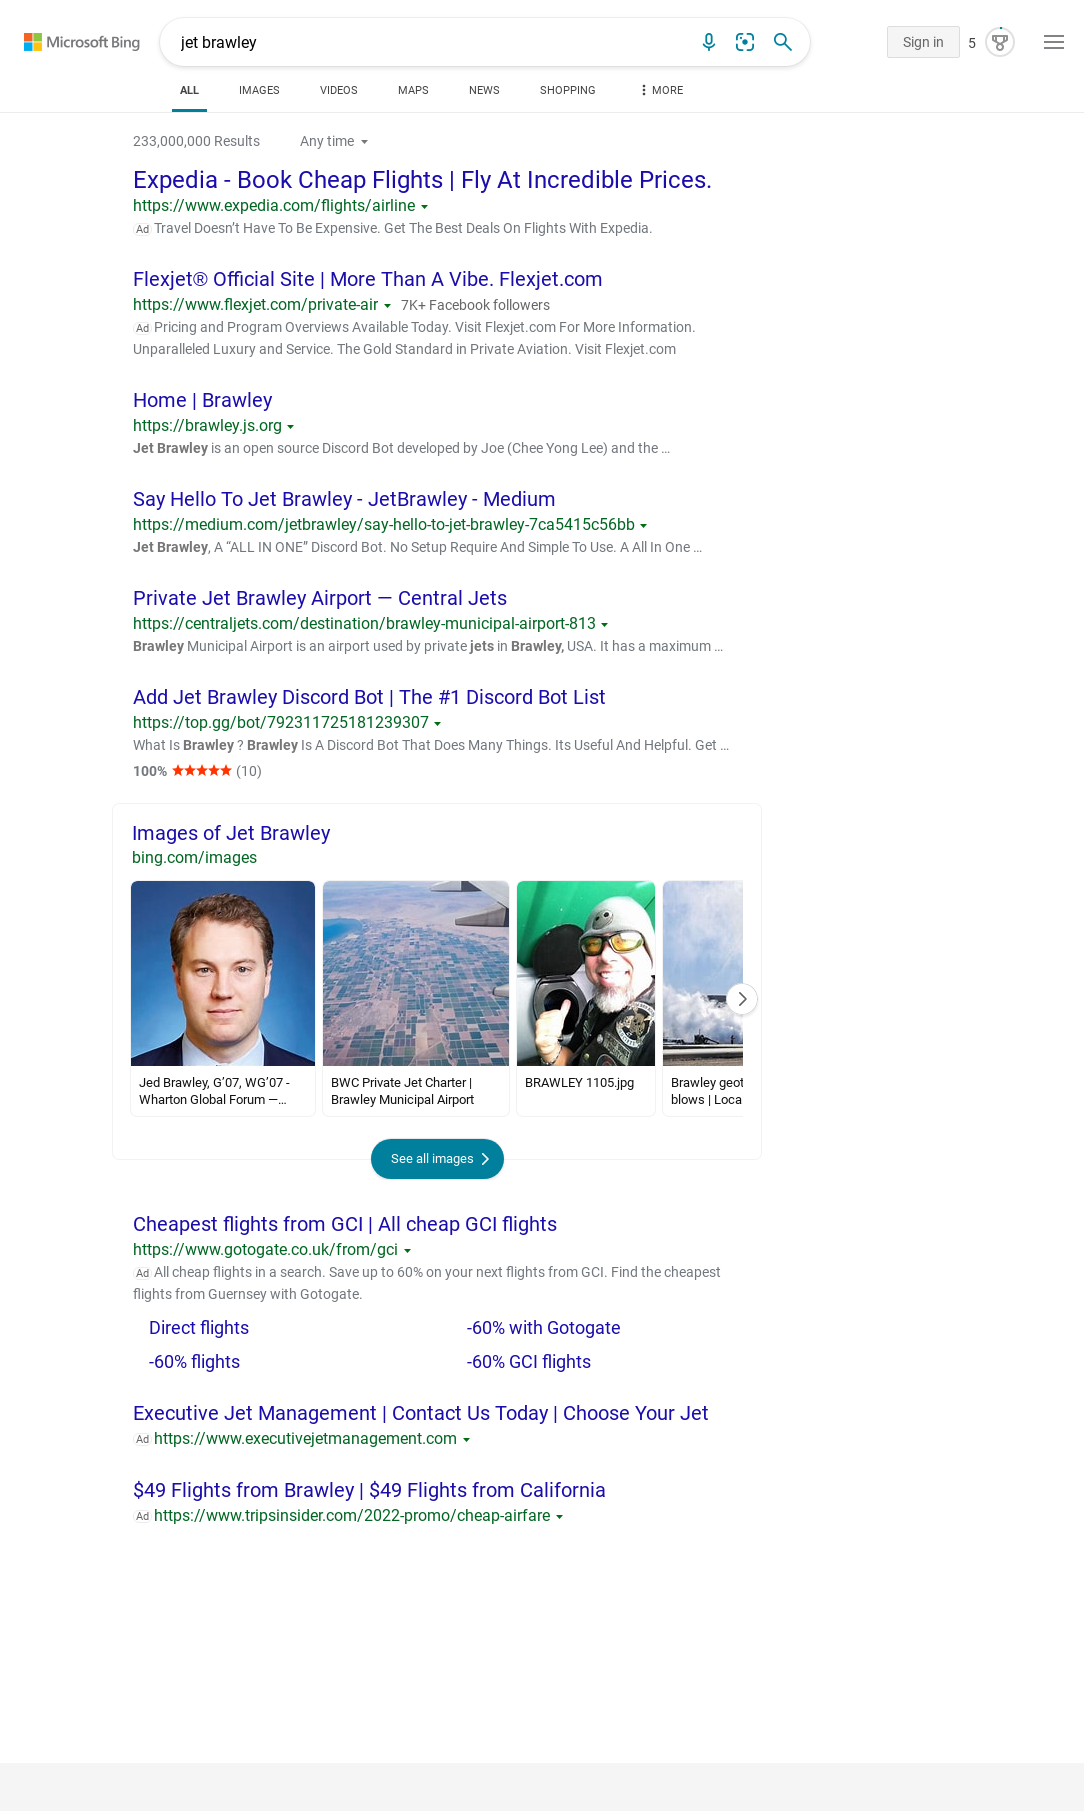 Microsoft Bing
jet brawley
Sign in
5
ALL
IMAGES
VIDEOS
MAPS
NEWS
SHOPPING
MORE
233,000,000 Results
Any time
Expedia - Book Cheap Flights | Fly At Incredible Prices.
https://www.expedia.com/flights/airline
Ad Travel Doesn’t Have To Be Expensive. Get The Best Deals On Flights With Expedia.
Flexjet® Official Site | More Than A Vibe. Flexjet.com
https://www.flexjet.com/private-air 7K+ Facebook followers
Ad Pricing and Program Overviews Available Today. Visit Flexjet.com For More Information.
Unparalleled Luxury and Service. The Gold Standard in Private Aviation. Visit Flexjet.com
Home | Brawley
https://brawley.js.org
Jet Brawley is an open source Discord Bot developed by Joe (Chee Yong Lee) and the …
Say Hello To Jet Brawley - JetBrawley - Medium
https://medium.com/jetbrawley/say-hello-to-jet-brawley-7ca5415c56bb
Jet Brawley, A “ALL IN ONE” Discord Bot. No Setup Require And Simple To Use. A All In One …
Private Jet Brawley Airport — Central Jets
https://centraljets.com/destination/brawley-municipal-airport-813
Brawley Municipal Airport is an airport used by private jets in Brawley, USA. It has a maximum …
Add Jet Brawley Discord Bot | The #1 Discord Bot List
https://top.gg/bot/792311725181239307
What Is Brawley ? Brawley Is A Discord Bot That Does Many Things. Its Useful And Helpful. Get …
100% ★★★★★ (10)
Images of Jet Brawley
bing.com/images
Jed Brawley, G’07, WG’07 -
Wharton Global Forum —…
BWC Private Jet Charter |
Brawley Municipal Airport
BRAWLEY 1105.jpg
Brawley geot
blows | Loca
See all images
Cheapest flights from GCI | All cheap GCI flights
https://www.gotogate.co.uk/from/gci
Ad All cheap flights in a search. Save up to 60% on your next flights from GCI. Find the cheapest
flights from Guernsey with Gotogate.
Direct flights
-60% with Gotogate
-60% flights
-60% GCI flights
Executive Jet Management | Contact Us Today | Choose Your Jet
Ad https://www.executivejetmanagement.com
$49 Flights from Brawley | $49 Flights from California
Ad https://www.tripsinsider.com/2022-promo/cheap-airfare